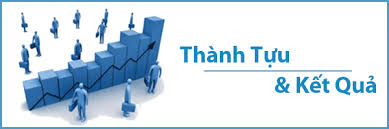 Thành Tựu
& Kết Quả